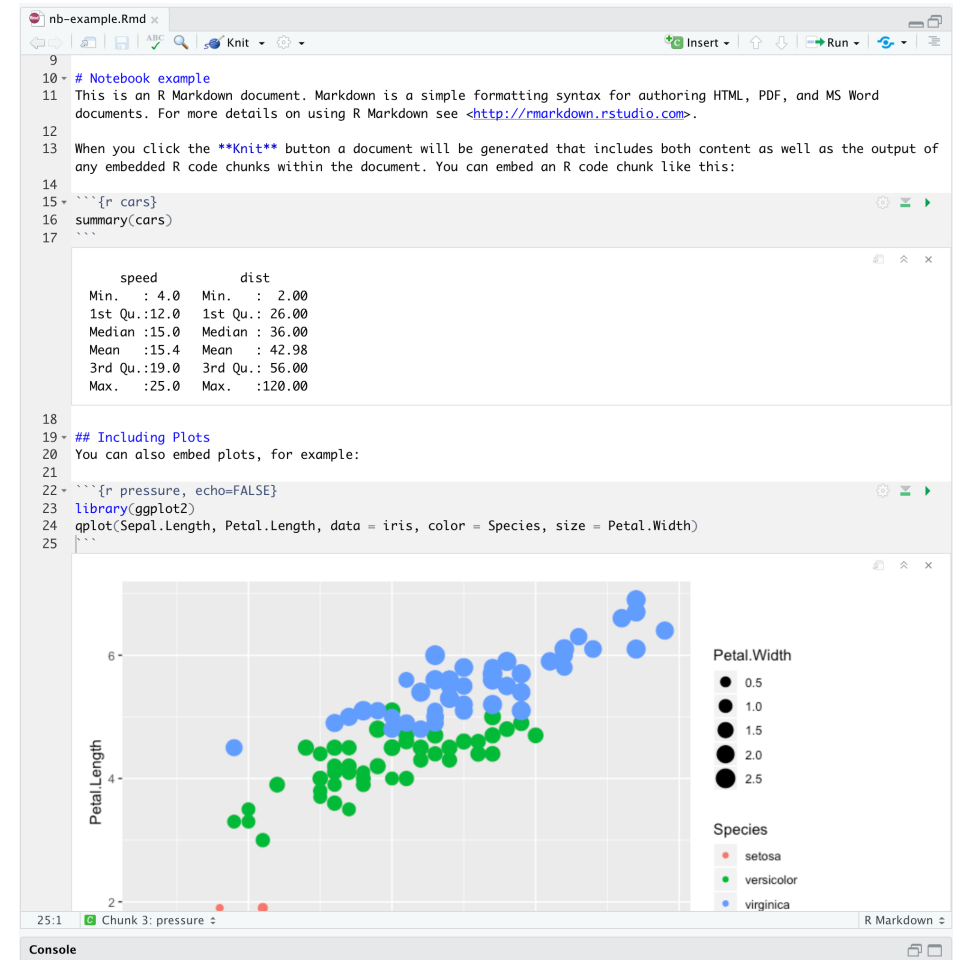 nb-example.Rmd
ABC Knit Insert Run
9
10 # Notebook example
11 This is an R Markdown document. Markdown is a simple formatting syntax for authoring HTML, PDF, and MS Word
documents. For more details on using R Markdown see <http://rmarkdown.rstudio.com>.
12
13 When you click the **Knit** button a document will be generated that includes both content as well as the output of
any embedded R code chunks within the document. You can embed an R code chunk like this:
14
15 ```{r cars}
16 summary(cars)
17 ```
speed dist
Min. : 4.0 Min. : 2.00
1st Qu.:12.0 1st Qu.: 26.00
Median :15.0 Median : 36.00
Mean :15.4 Mean : 42.98
3rd Qu.:19.0 3rd Qu.: 56.00
Max. :25.0 Max. :120.00
18
19 ## Including Plots
20 You can also embed plots, for example:
21
22 ```{r pressure, echo=FALSE}
23 library(ggplot2)
24 qplot(Sepal.Length, Petal.Length, data = iris, color = Species, size = Petal.Width)
25 ```
6
4
2
Petal.Length
Petal.Width
0.5
1.0
1.5
2.0
2.5
Species
setosa
versicolor
virginica
25:1 C Chunk 3: pressure R Markdown
Console